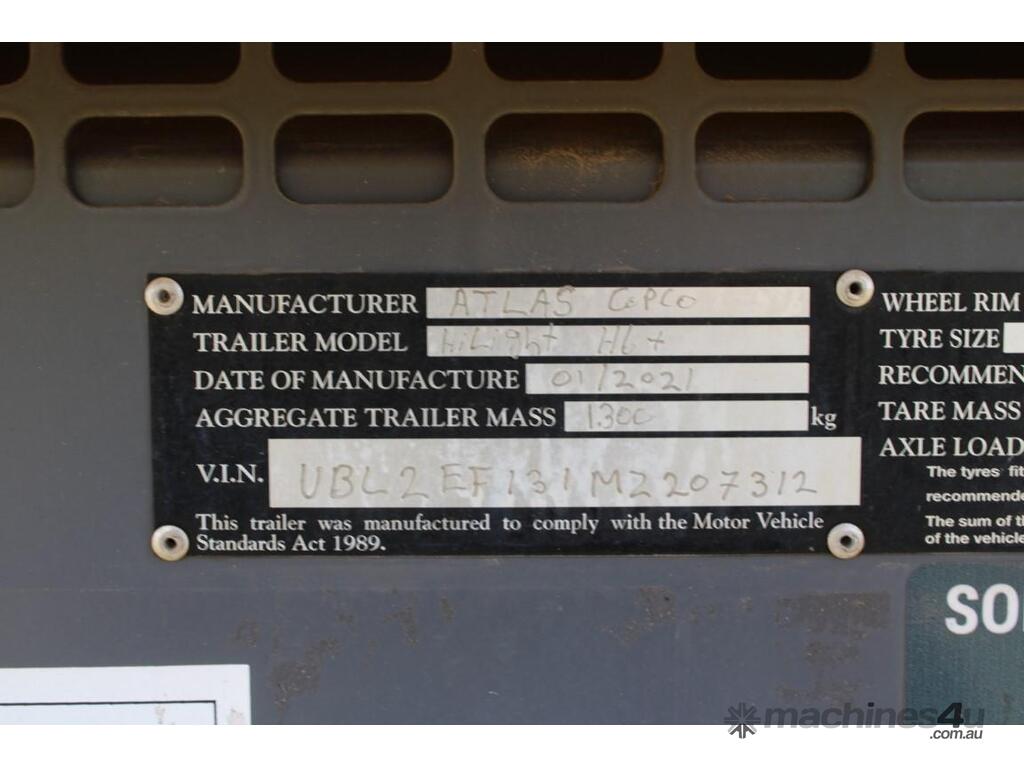 MANUFACTURER ATLAS CoPCo
TRAILER MODEL HiLight H6+
DATE OF MANUFACTURE 01/2021
AGGREGATE TRAILER MASS 1300 kg
V.I.N. UBL2EF131MZ207312
This trailer was manufactured to comply with the Motor Vehicle
Standards Act 1989.
WHEEL RIM
TYRE SIZE
RECOMMEN
TARE MASS
AXLE LOAD
The tyres fit
recommende
The sum of th
of the vehicle
SO
machines4u
.com.au